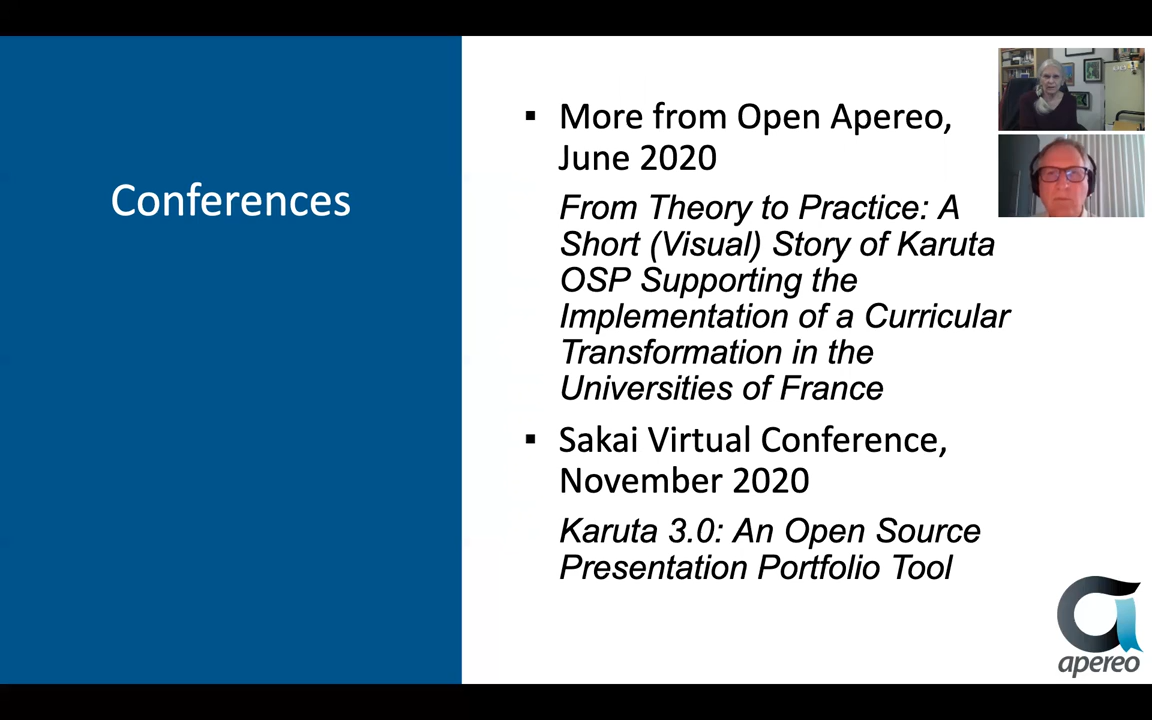 Conferences
▪ More from Open Apereo,
June 2020
From Theory to Practice: A
Short (Visual) Story of Karuta
OSP Supporting the
Implementation of a Curricular
Transformation in the
Universities of France
▪ Sakai Virtual Conference,
November 2020
Karuta 3.0: An Open Source
Presentation Portfolio Tool
apereo